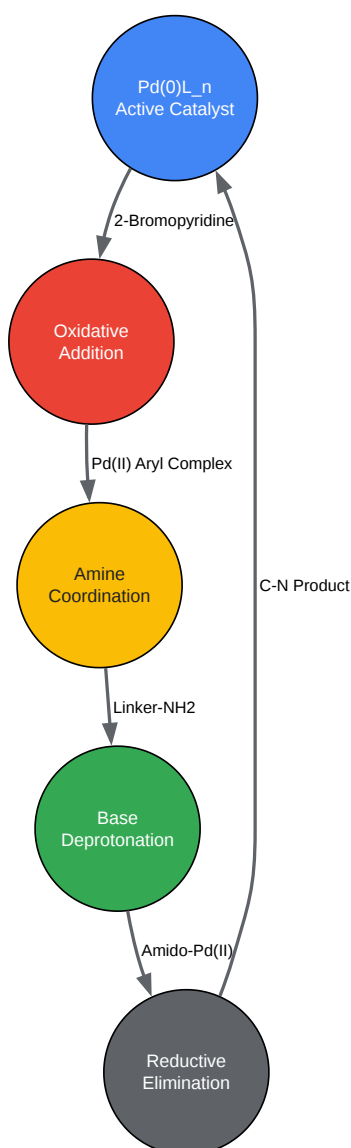 Pd(0)L_n
Active Catalyst
2-Bromopyridine
Oxidative
Addition
Pd(II) Aryl Complex
Amine
Coordination
C-N Product
Linker-NH2
Base
Deprotonation
Amido-Pd(II)
Reductive
Elimination